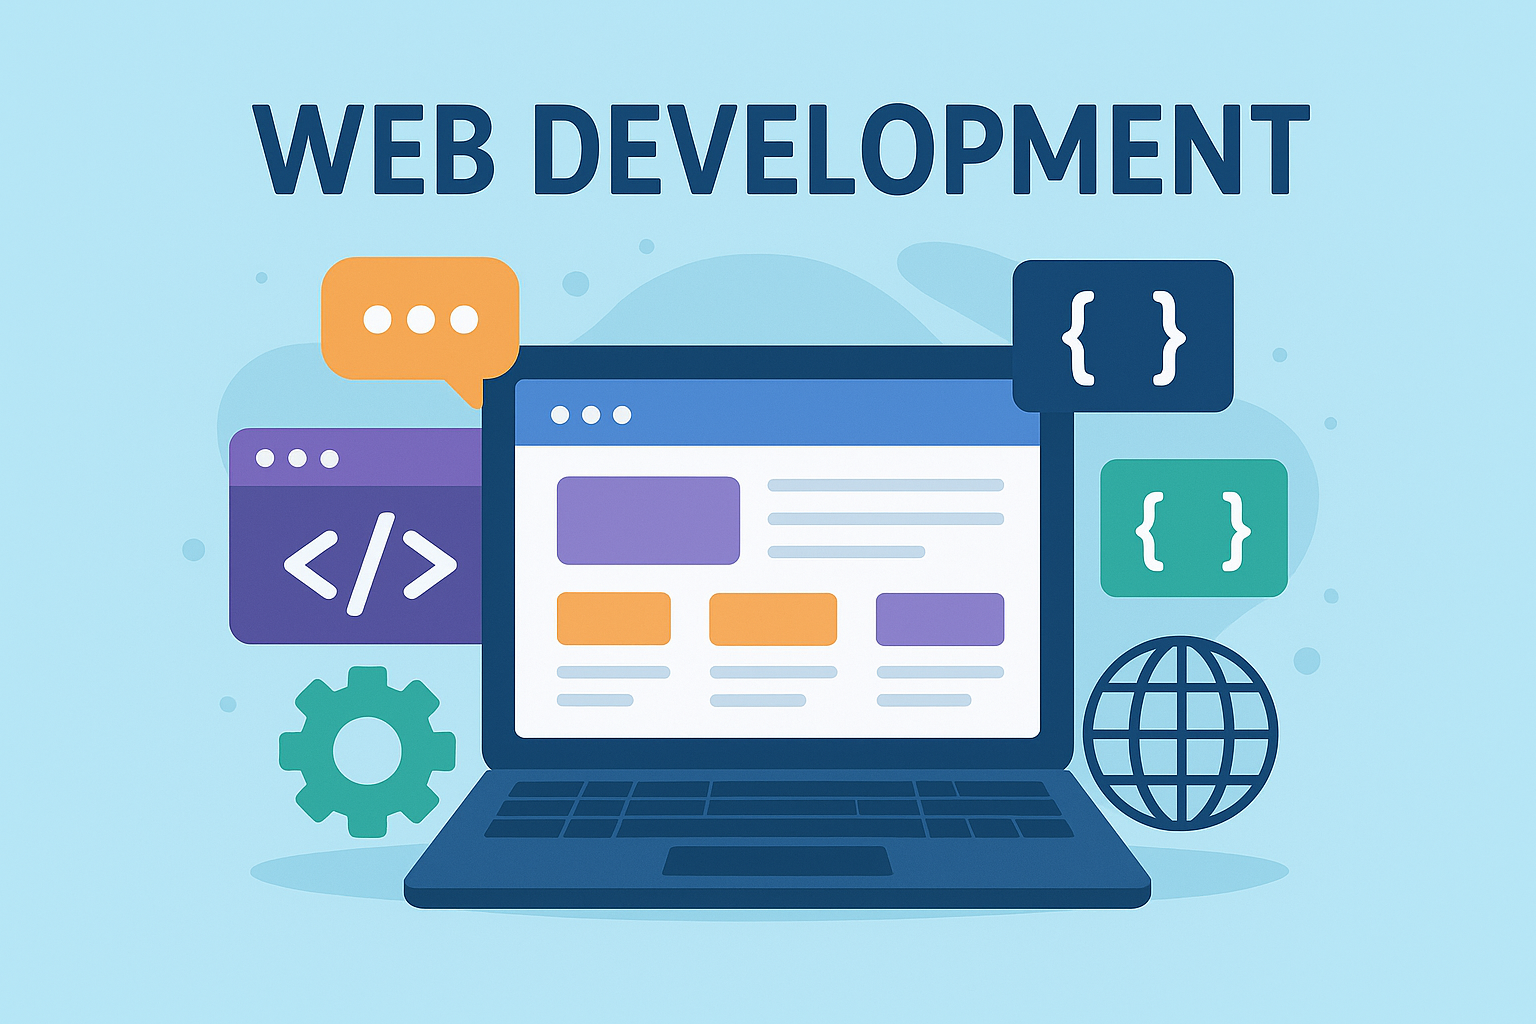 WEB DEVELOPMENT
{ }
</>
{ }